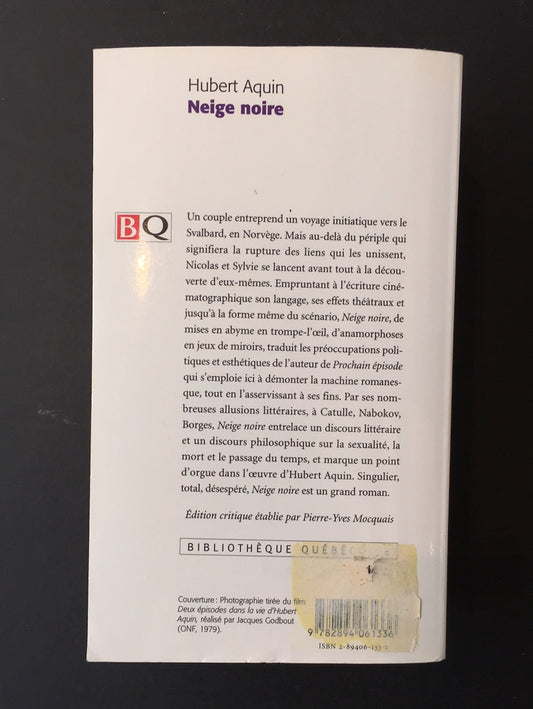 Hubert Aquin
Neige noire
BQ
Un couple entreprend un voyage initiatique vers le
Svalbard, en Norvège. Mais au-delà du périple qui
signifiera la rupture des liens qui les unissent,
Nicolas et Sylvie se lancent avant tout à la décou-
verte d'eux-mêmes. Empruntant à l'écriture ciné-
matographique son langage, ses effets théâtraux et
jusqu'à la forme même du scénario, Neige noire, de
mises en abyme en trompe-l'œil, d'anamorphoses
en jeux de miroirs, traduit les préoccupations poli-
tiques et esthétiques de l'auteur de Prochain épisode
qui s'emploie ici à démonter la machine romanes-
que, tout en l'asservissant à ses fins. Par ses nom-
breuses allusions littéraires, à Catulle, Nabokov,
Borges, Neige noire entrelace un discours littéraire
et un discours philosophique sur la sexualité, la
mort et le passage du temps, et marque un point
d'orgue dans l'œuvre d'Hubert Aquin. Singulier,
total, désespéré, Neige noire est un grand roman.
Édition critique établie par Pierre-Yves Mocquais
BIBLIOTHÈQUE
Couverture : Photographie tirée du film
Deux épisodes dans la vie d'Hubert
Aquin, réalisé par Jacques Godbout
(ONF, 1979).
9 782894 061336
ISBN 2-89406-133-2